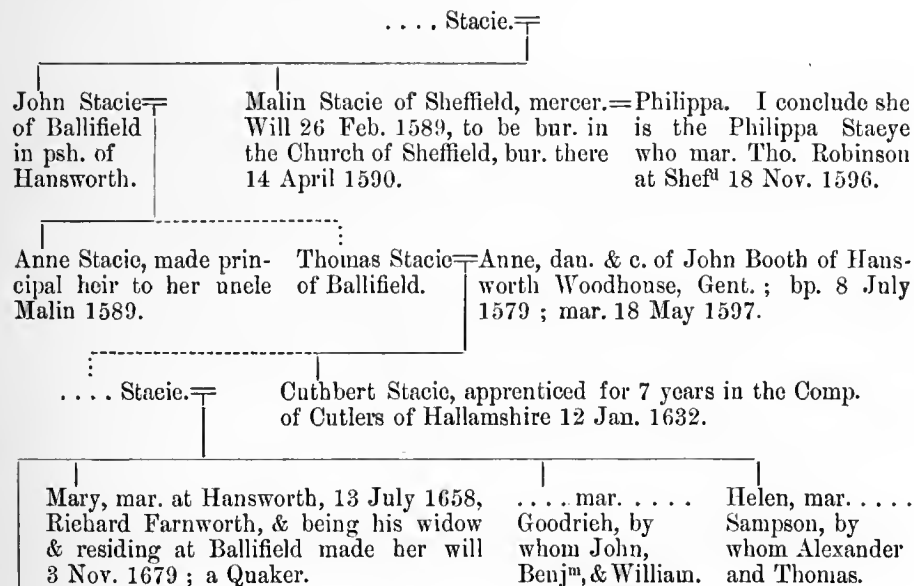 . . . . Stacie.
John Stacie
of Ballifield
in psh. of
Hansworth.
Malin Stacie of Sheffield, mercer.=Philippa. I conclude she
Will 26 Feb. 1589, to be bur. in is the Philippa Staeye
the Church of Sheffield, bur. there who mar. Tho. Robinson
14 April 1590. at Shefd 18 Nov. 1596.
Anne Stacie, made prin-
cipal heir to her uncle
Malin 1589.
Thomas Stacie
of Ballifield.
Anne, dau. & c. of John Booth of Hans-
worth Woodhouse, Gent. ; bp. 8 July
1579 ; mar. 18 May 1597.
. . . . Stacie.
Cuthbert Stacie, apprenticed for 7 years in the Comp.
of Cutlers of Hallamshire 12 Jan. 1632.
Mary, mar. at Hansworth, 13 July 1658,
Richard Farnworth, & being his widow
& residing at Ballifield made her will
3 Nov. 1679 ; a Quaker.
. . . . mar. . . . .
Goodrich, by
whom John,
Benjm, & William.
Helen, mar. . . . .
Sampson, by
whom Alexander
and Thomas.